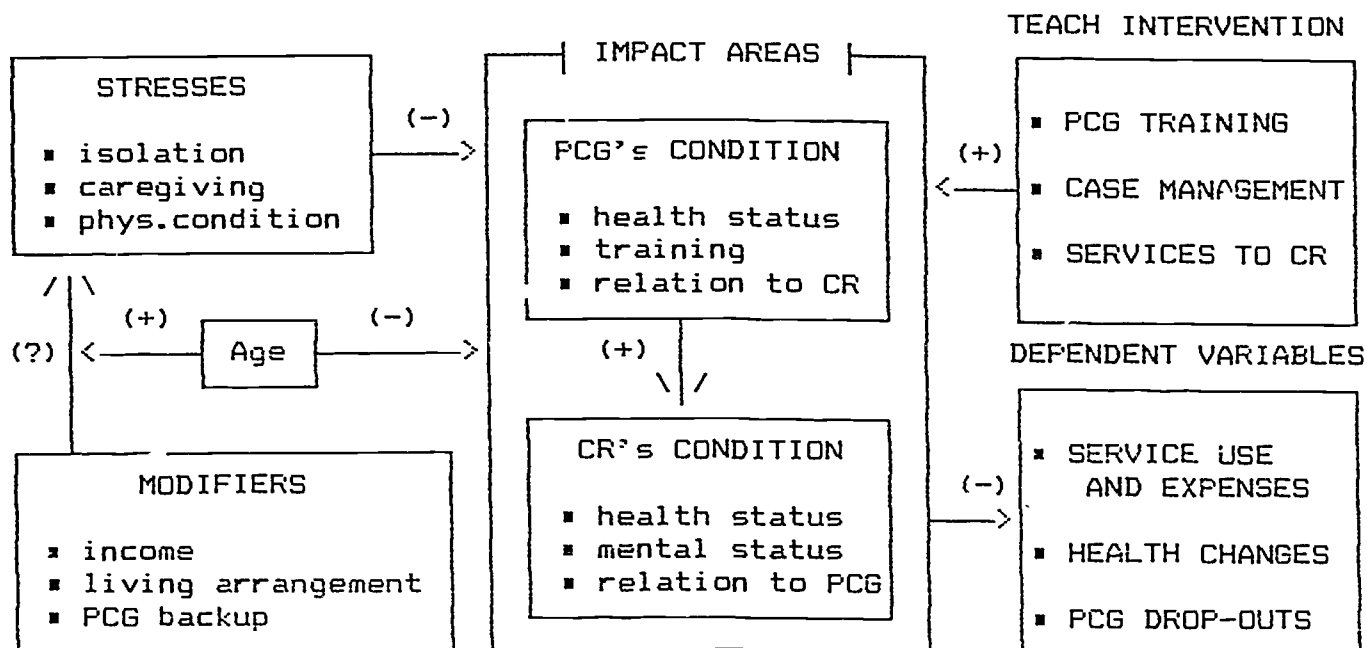 STRESSES
▪ isolation
▪ caregiving
▪ phys.condition
(-)
(?)
(+)
Age
(-)
MODIFIERS
▪ income
▪ living arrangement
▪ PCG backup
IMPACT AREAS
PCG's CONDITION
▪ health status
▪ training
▪ relation to CR
(+)
CR's CONDITION
▪ health status
▪ mental status
▪ relation to PCG
TEACH INTERVENTION
(+)
▪ PCG TRAINING
▪ CASE MANAGEMENT
▪ SERVICES TO CR
DEPENDENT VARIABLES
(-)
▪ SERVICE USE
AND EXPENSES
▪ HEALTH CHANGES
▪ PCG DROP-OUTS